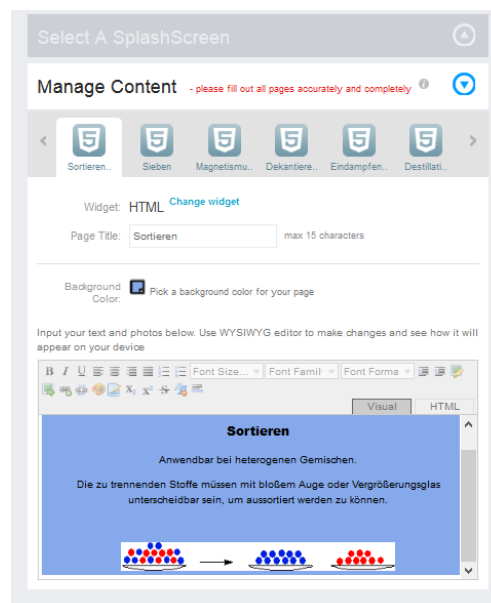 Select A SplashScreen
Manage Content - please fill out all pages accurately and completely
Sortieren.. Sieben Magnetismu.. Dekantiere.. Eindampfen.. Destillati..
Widget: HTML Change widget
Page Title: Sortieren max 15 characters
Background
Color: Pick a background color for your page
Input your text and photos below. Use WYSIWYG editor to make changes and see how it will
appear on your device
B I U Font Size... Font Famil Font Forma
X₂ X² S
Visual HTML
Sortieren
Anwendbar bei heterogenen Gemischen.
Die zu trennenden Stoffe müssen mit bloßem Auge oder Vergrößerungsglas
unterscheidbar sein, um aussortiert werden zu können.